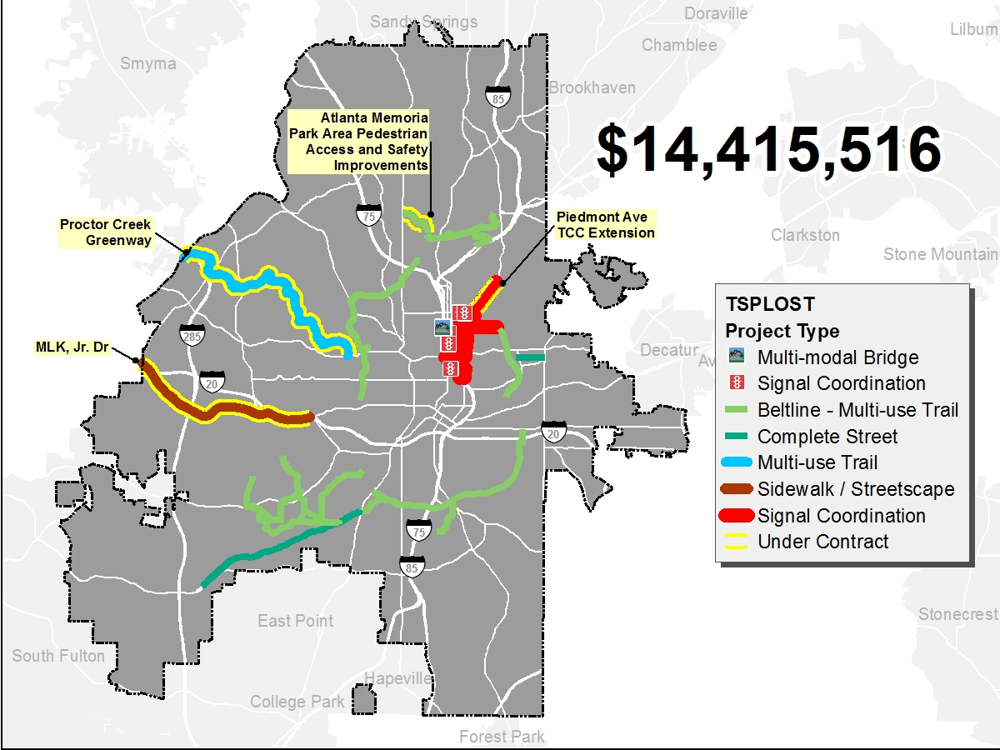 Sandy Springs
Doraville
Lilburn
Chamblee
Smyrna
Brookhaven
85
Atlanta Memoria
Park Area Pedestrian
Access and Safety
Improvements
$14,415,516
75
Piedmont Ave
TCC Extension
Proctor Creek
Greenway
Clarkston
Stone Mountain
285
MLK, Jr. Dr
20
Decatur
Av
20
TSPLOST
Project Type
Multi-modal Bridge
Signal Coordination
Beltline - Multi-use Trail
Complete Street
Multi-use Trail
Sidewalk / Streetscape
Signal Coordination
Under Contract
75
85
East Point
Stonecrest
South Fulton
Hapeville
College Park
Forest Park